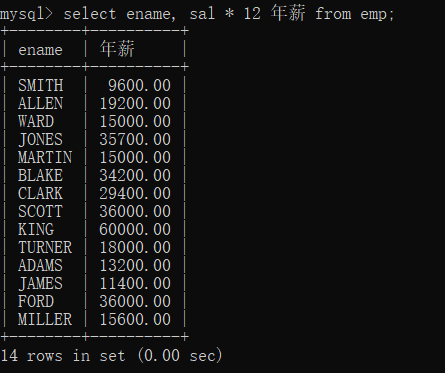 mysql> select ename, sal * 12 年薪 from emp;
+--------+----------+
| ename  | 年薪     |
+--------+----------+
| SMITH  |  9600.00 |
| ALLEN  | 19200.00 |
| WARD   | 15000.00 |
| JONES  | 35700.00 |
| MARTIN | 15000.00 |
| BLAKE  | 34200.00 |
| CLARK  | 29400.00 |
| SCOTT  | 36000.00 |
| KING   | 60000.00 |
| TURNER | 18000.00 |
| ADAMS  | 13200.00 |
| JAMES  | 11400.00 |
| FORD   | 36000.00 |
| MILLER | 15600.00 |
+--------+----------+
14 rows in set (0.00 sec)